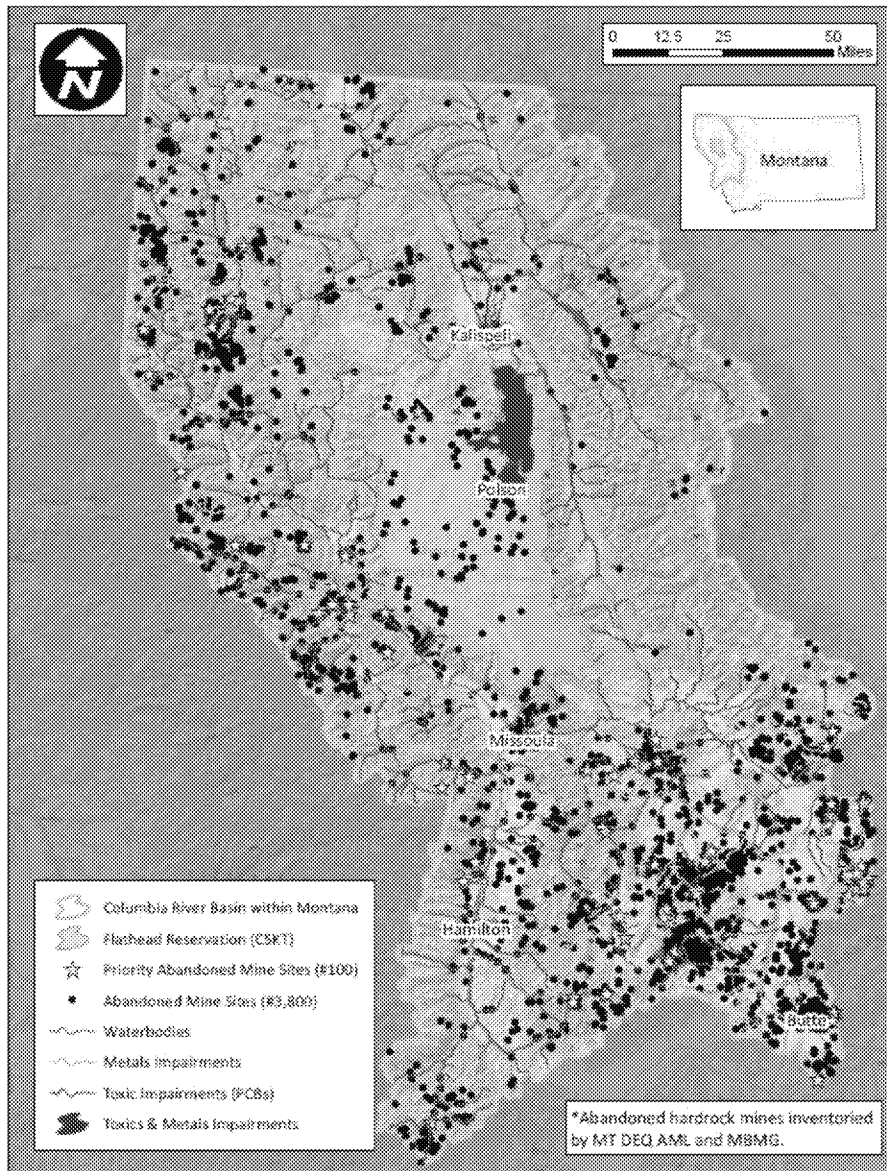 N
0 12.5 25 50
Miles
Montana
Kalispell
Polson
Missoula
Hamilton
Butte
Columbia River Basin within Montana
Flathead Reservation (CSKT)
Priority Abandoned Mine Sites (#100)
Abandoned Mine Sites (#3,800)
Waterbodies
Metals Impairments
Toxic Impairments (PCBs)
Toxics & Metals Impairments
*Abandoned hardrock mines inventoried
by MT DEQ AML and MBMG.